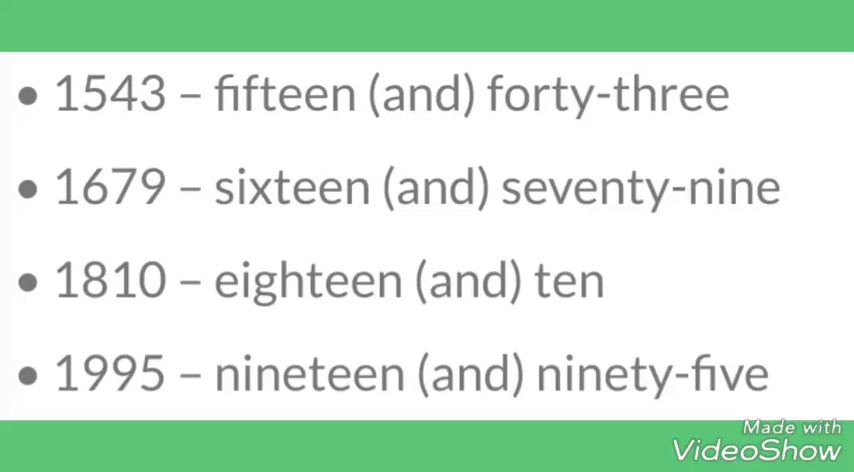 • 1543 – fifteen (and) forty-three
• 1679 – sixteen (and) seventy-nine
• 1810 – eighteen (and) ten
• 1995 – nineteen (and) ninety-five
Made with
VideoShow